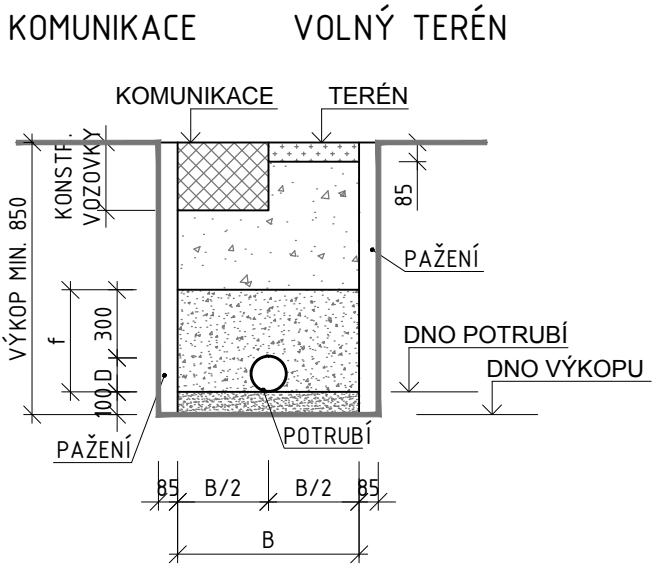 KOMUNIKACE VOLNÝ TERÉN
KOMUNIKACE TERÉN
KONSTR.
VOZOVKY
85
VÝKOP MIN. 850
PAŽENÍ
f
300
D
100
DNO POTRUBÍ
DNO VÝKOPU
PAŽENÍ
POTRUBÍ
85 B/2 B/2 85
B